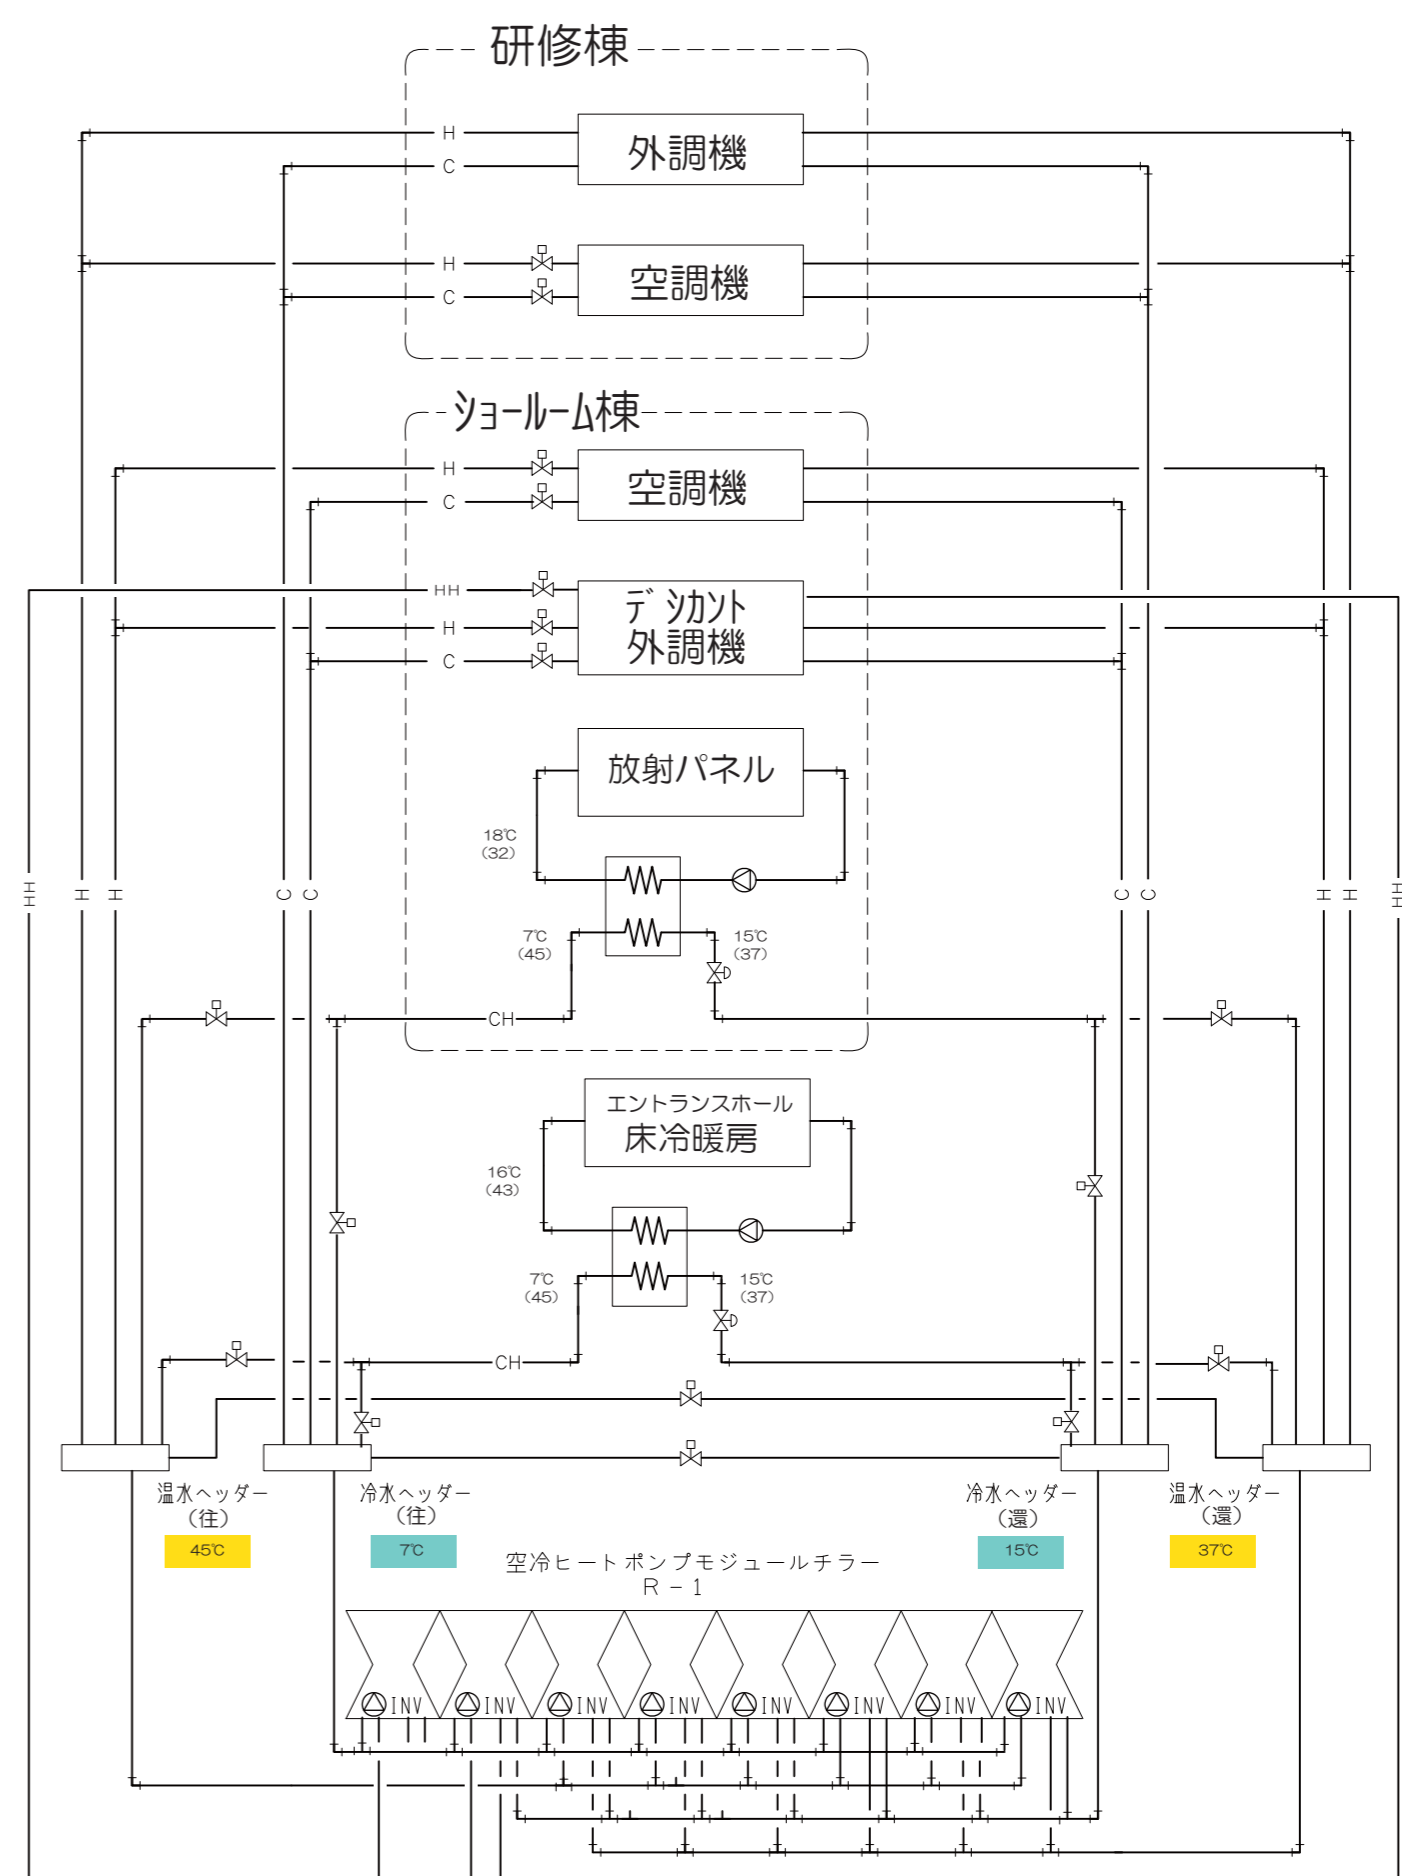 研修棟
H
外調機
C
H
空調機
C
ショールーム棟
H
空調機
C
HH
デシカント
H
外調機
C
放射パネル
18℃
(32)
HH
H
H
C
C
C
C
H
H
HH
7℃
(45)
15℃
(37)
CH
エントランスホール
床冷暖房
16℃
(43)
7℃
(45)
15℃
(37)
CH
温水ヘッダー
(往)
45℃
冷水ヘッダー
(往)
7℃
冷水ヘッダー
(還)
15℃
温水ヘッダー
(還)
37℃
空冷ヒートポンプモジュールチラー
R-1
INV INV INV INV INV INV INV INV